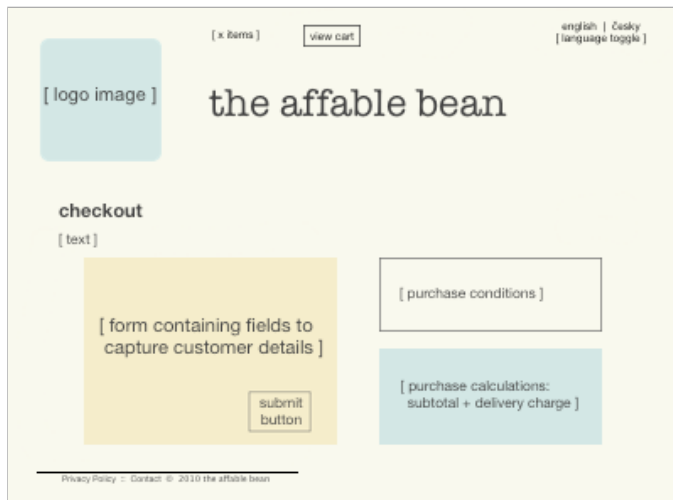 [ x items ]
view cart
english | česky
[ language toggle ]
[ logo image ]
the affable bean
checkout
[ text ]
[ form containing fields to
capture customer details ]
submit
button
[ purchase conditions ]
[ purchase calculations:
subtotal + delivery charge ]
Privacy Policy :: Contact © 2010 the affable bean